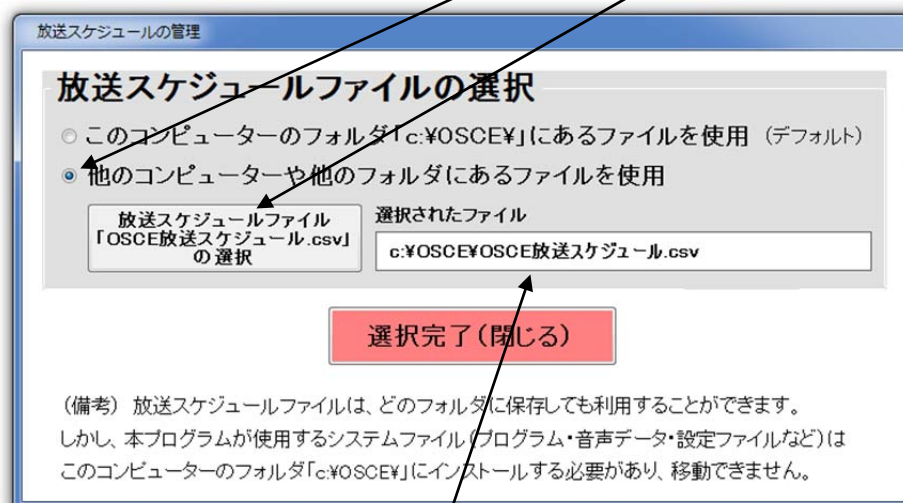 放送スケジュールの管理
放送スケジュールファイルの選択
このコンピューターのフォルダ「c:¥OSCE¥」にあるファイルを使用 (デフォルト)
他のコンピューターや他のフォルダにあるファイルを使用
放送スケジュールファイル
「OSCE放送スケジュール.csv」
の選択
選択されたファイル
c:¥OSCE¥OSCE放送スケジュール.csv
選択完了(閉じる)
(備考) 放送スケジュールファイルは、どのフォルダに保存しても利用することができます。
しかし、本プログラムが使用するシステムファイル(プログラム・音声データ・設定ファイルなど)は
このコンピューターのフォルダ「c:¥OSCE¥」にインストールする必要があり、移動できません。